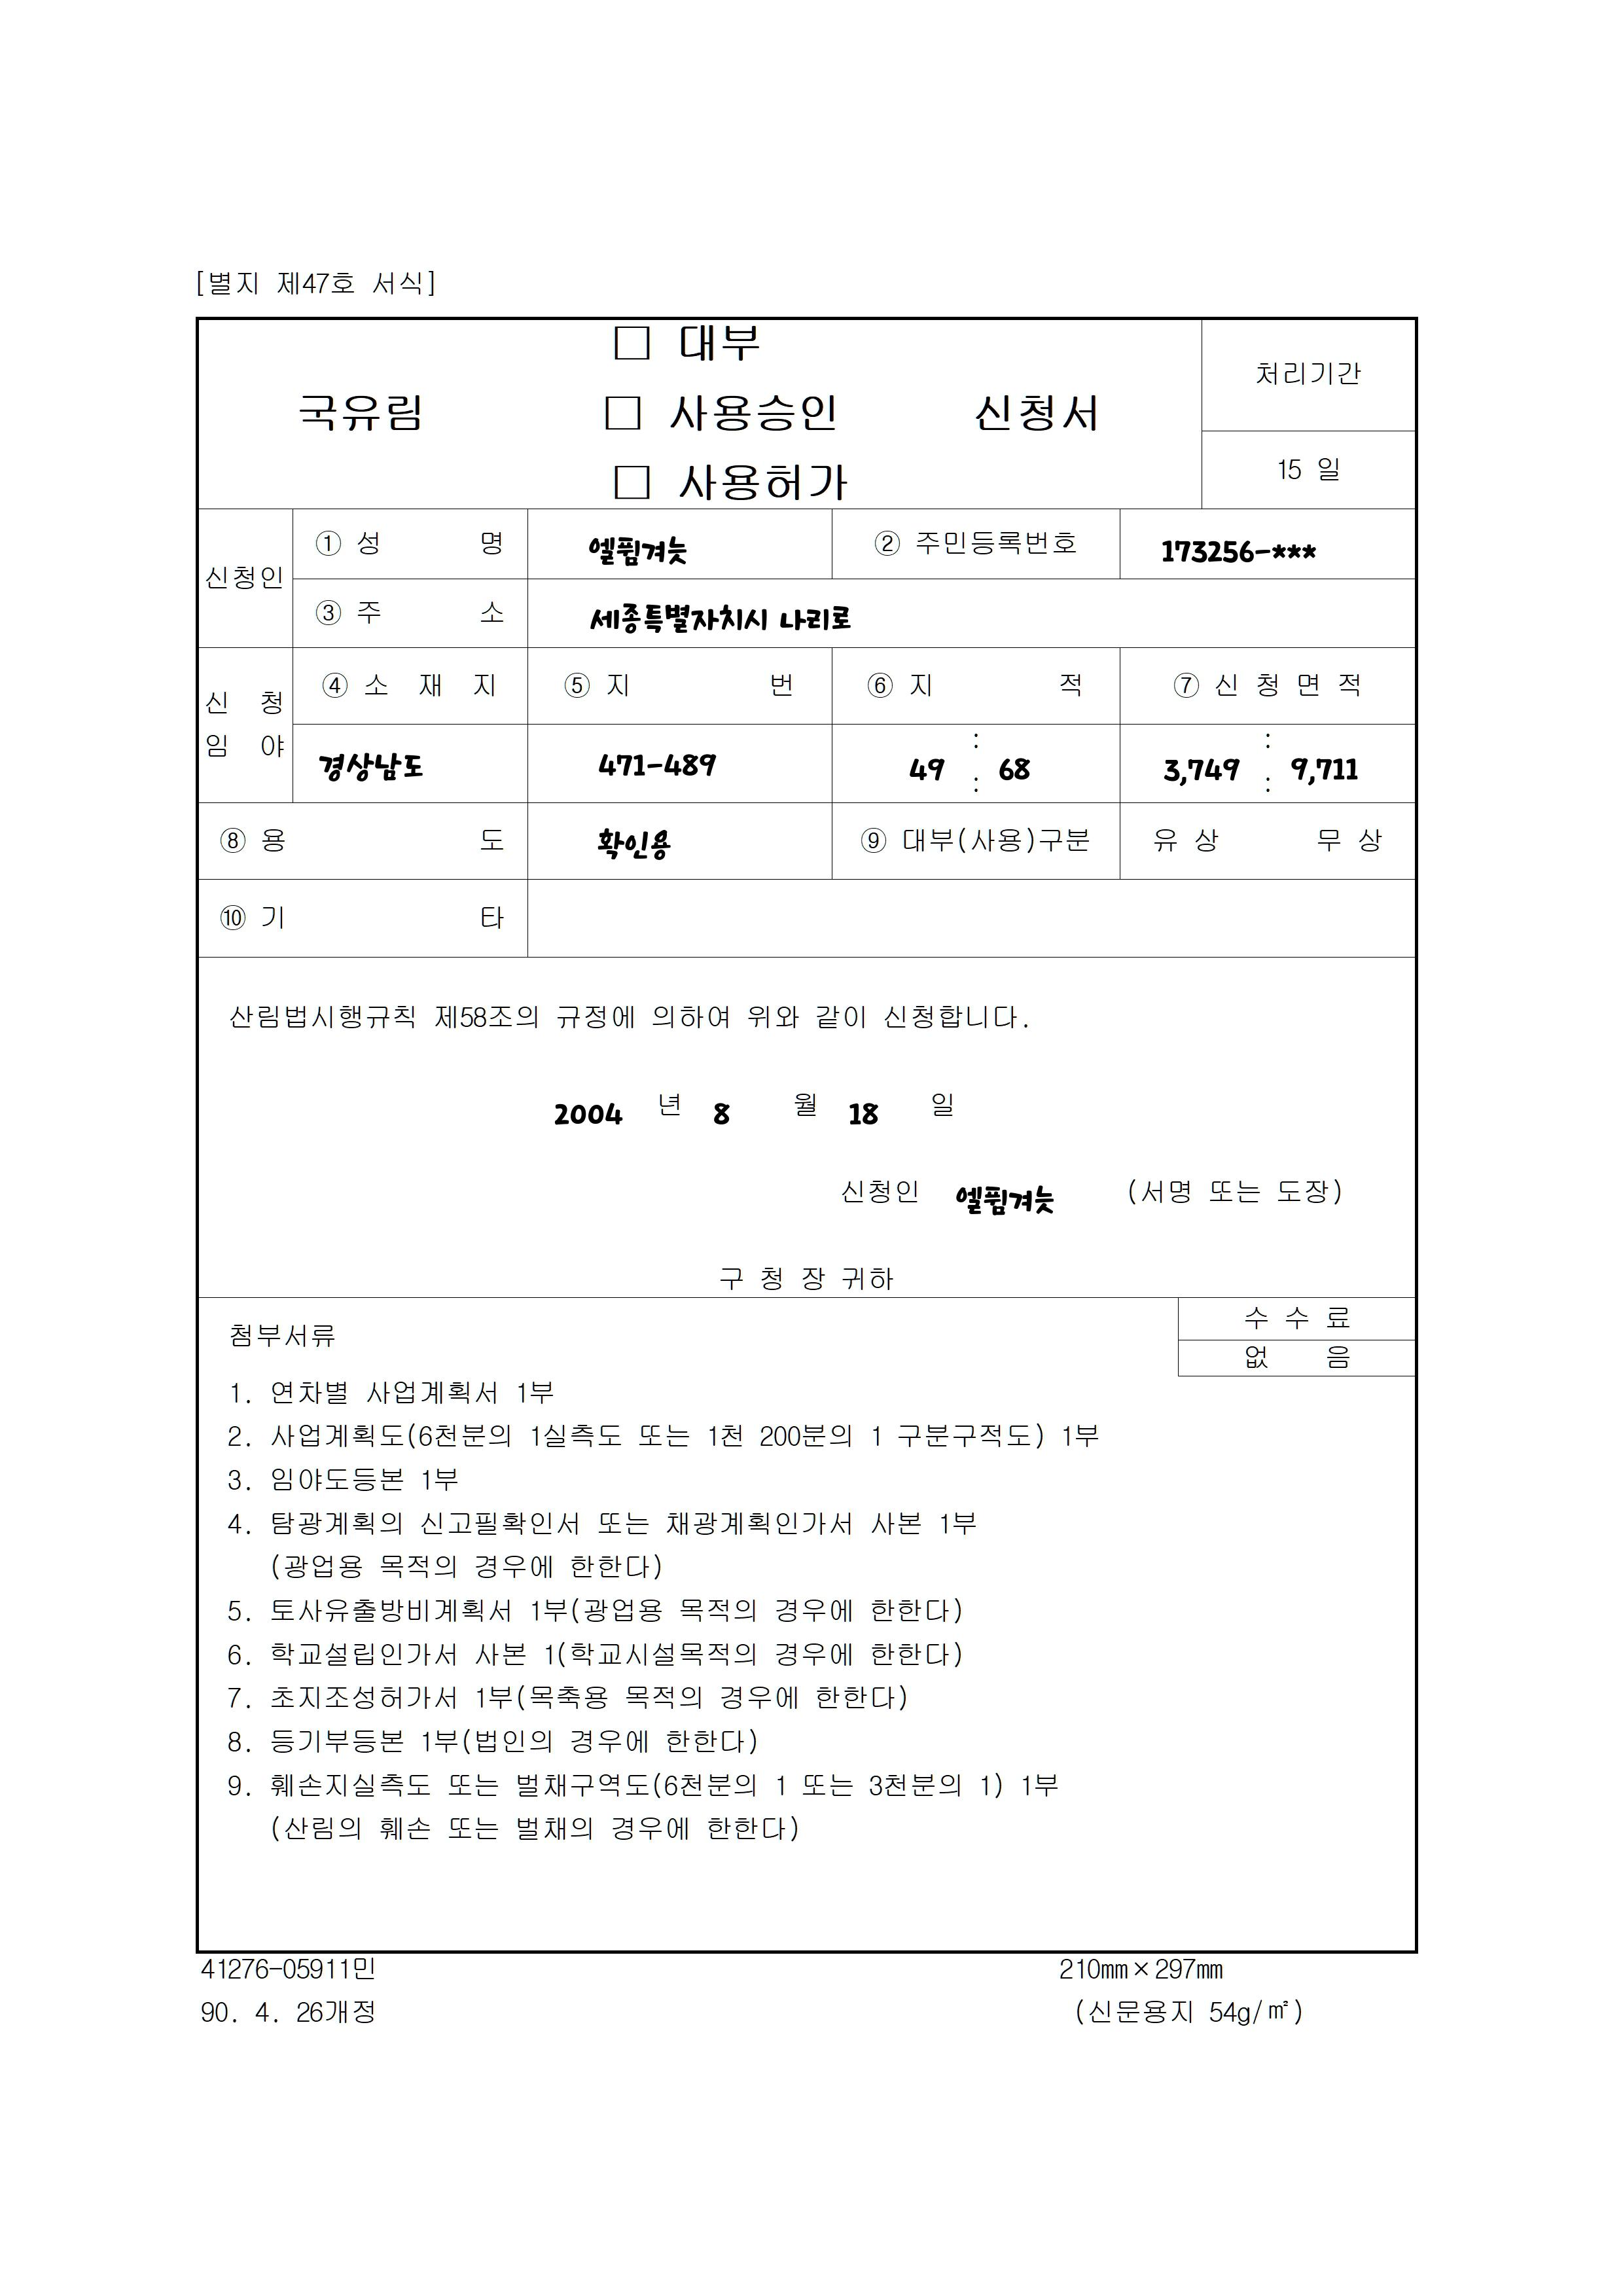 [별지 제47호 서식]
□ 대부
국유림 □ 사용승인 신청서
□ 사용허가
처리기간
15 일
신청인
① 성 명 엘퓜겨늣 ② 주민등록번호 173256-***
③ 주 소 세종특별자치시 나리로
신 청
임 야
④ 소 재 지 ⑤ 지 번 ⑥ 지 적 ⑦ 신 청 면 적
경상남도 471-489 49 : 68 3,749 : 9,711
⑧ 용 도 확인용 ⑨ 대부(사용)구분 유 상 무 상
⑩ 기 타
산림법시행규칙 제58조의 규정에 의하여 위와 같이 신청합니다.
2004 년 8 월 18 일
신청인 엘퓜겨늣 (서명 또는 도장)
구 청 장 귀하
수 수 료
없 음
첨부서류
1. 연차별 사업계획서 1부
2. 사업계획도(6천분의 1실측도 또는 1천 200분의 1 구분구적도) 1부
3. 임야도등본 1부
4. 탐광계획의 신고필확인서 또는 채광계획인가서 사본 1부
(광업용 목적의 경우에 한한다)
5. 토사유출방비계획서 1부(광업용 목적의 경우에 한한다)
6. 학교설립인가서 사본 1(학교시설목적의 경우에 한한다)
7. 초지조성허가서 1부(목축용 목적의 경우에 한한다)
8. 등기부등본 1부(법인의 경우에 한한다)
9. 훼손지실측도 또는 벌채구역도(6천분의 1 또는 3천분의 1) 1부
(산림의 훼손 또는 벌채의 경우에 한한다)
41276-05911민 210㎜×297㎜
90. 4. 26개정 (신문용지 54g/㎡)